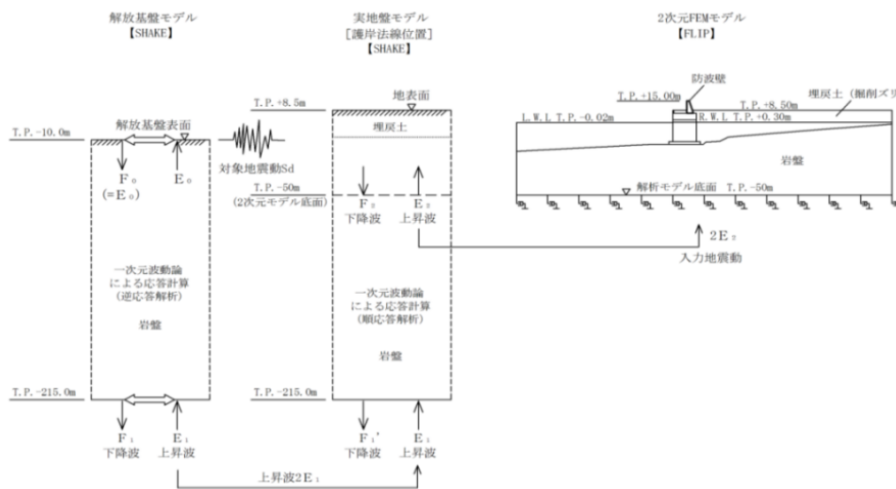 解放基盤モデル
【SHAKE】
T.P.-10.0m
解放基盤表面
F₀
(=E₀)
E₀
対象地震動Sd
一次元波動論
による応答計算
(逆応答解析)
岩盤
T.P.-215.0m
F₁
下降波
E₁
上昇波
上昇波2E₁
実地盤モデル
[護岸法線位置]
【SHAKE】
T.P.+8.5m
地表面
埋戻土
T.P.-50m
(2次元モデル底面)
F₂
下降波
E₂
上昇波
一次元波動論
による応答計算
(順応答解析)
岩盤
T.P.-215.0m
F₁'
下降波
E₁
上昇波
2次元FEMモデル
【FLIP】
防波壁
T.P.+15.00m
埋戻土(掘削ズリ
T.P.+8.50m
L.W.L T.P.-0.02m
R.W.L T.P.+0.30m
岩盤
解析モデル底面 T.P.-50m
2E₂
入力地震動